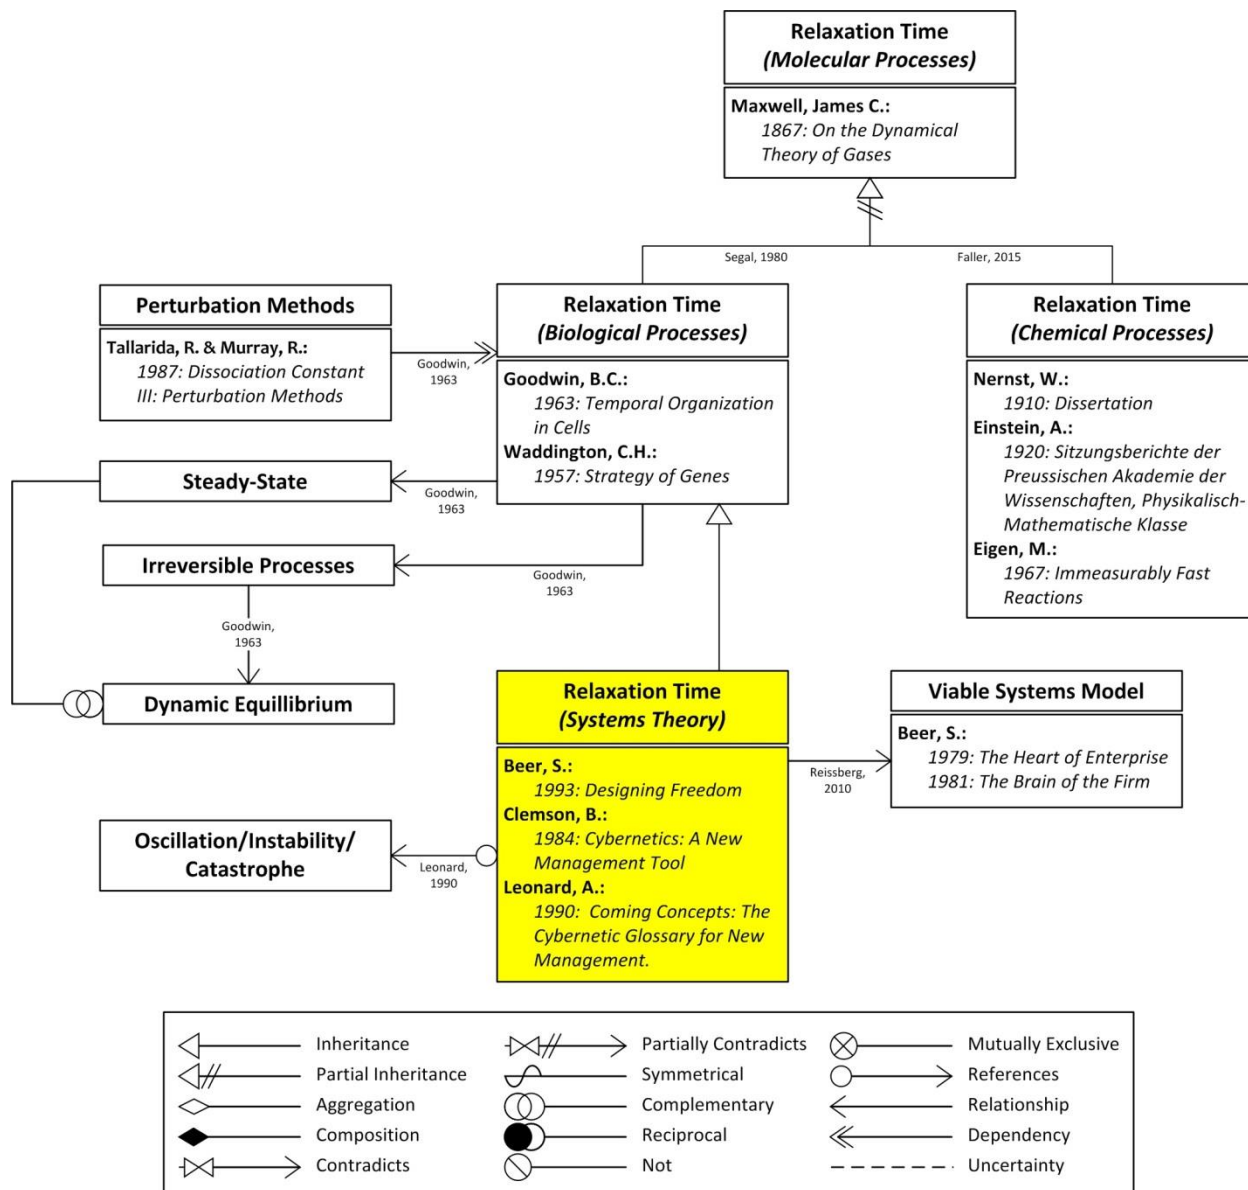 Relaxation Time
(Molecular Processes)
Maxwell, James C.:
1867: On the Dynamical
Theory of Gases
Segal, 1980
Faller, 2015
Perturbation Methods
Tallarida, R. & Murray, R.:
1987: Dissociation Constant
III: Perturbation Methods
Goodwin,
1963
Relaxation Time
(Biological Processes)
Goodwin, B.C.:
1963: Temporal Organization
in Cells
Waddington, C.H.:
1957: Strategy of Genes
Relaxation Time
(Chemical Processes)
Nernst, W.:
1910: Dissertation
Einstein, A.:
1920: Sitzungsberichte der
Preussischen Akademie der
Wissenschaften, Physikalisch-
Mathematische Klasse
Eigen, M.:
1967: Immeasurably Fast
Reactions
Steady-State
Goodwin,
1963
Irreversible Processes
Goodwin,
1963
Goodwin,
1963
Dynamic Equillibrium
Relaxation Time
(Systems Theory)
Beer, S.:
1993: Designing Freedom
Clemson, B.:
1984: Cybernetics: A New
Management Tool
Leonard, A.:
1990:  Coming Concepts: The
Cybernetic Glossary for New
Management.
Reissberg,
2010
Viable Systems Model
Beer, S.:
1979: The Heart of Enterprise
1981: The Brain of the Firm
Oscillation/Instability/
Catastrophe
Leonard,
1990
Inheritance
Partial Inheritance
Aggregation
Composition
Contradicts
Partially Contradicts
Symmetrical
Complementary
Reciprocal
Not
Mutually Exclusive
References
Relationship
Dependency
Uncertainty